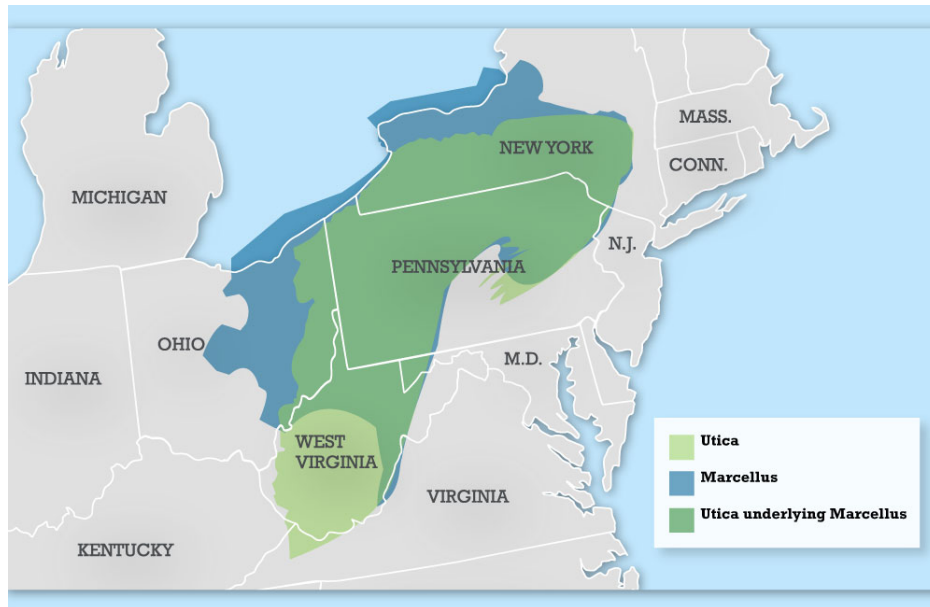 MASS.
NEW YORK
CONN.
MICHIGAN
N.J.
PENNSYLVANIA
OHIO
M.D.
INDIANA
WEST
VIRGINIA
VIRGINIA
KENTUCKY
Utica
Marcellus
Utica underlying Marcellus